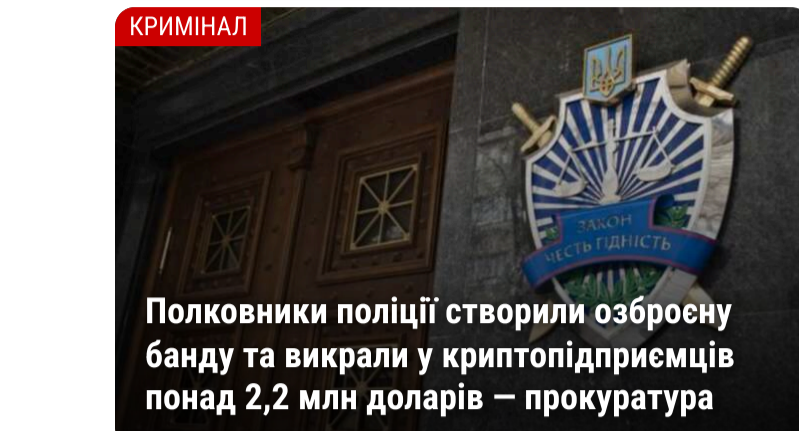 КРИМІНАЛ
ЗАКОН
ЧЕСТЬ ГІДНІСТЬ
Полковники поліції створили озброєну
банду та викрали у криптопідприємців
понад 2,2 млн доларів — прокуратура